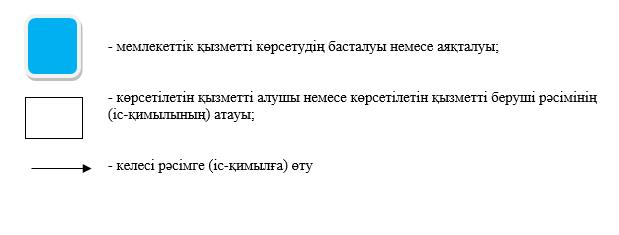 - мемлекеттік қызметті көрсетудің басталуы немесе аяқталуы;
- көрсетілетін қызметті алушы немесе көрсетілетін қызметті беруші рәсімінің
(іс-қимылының) атауы;
- келесі рәсімге (іс-қимылға) өту